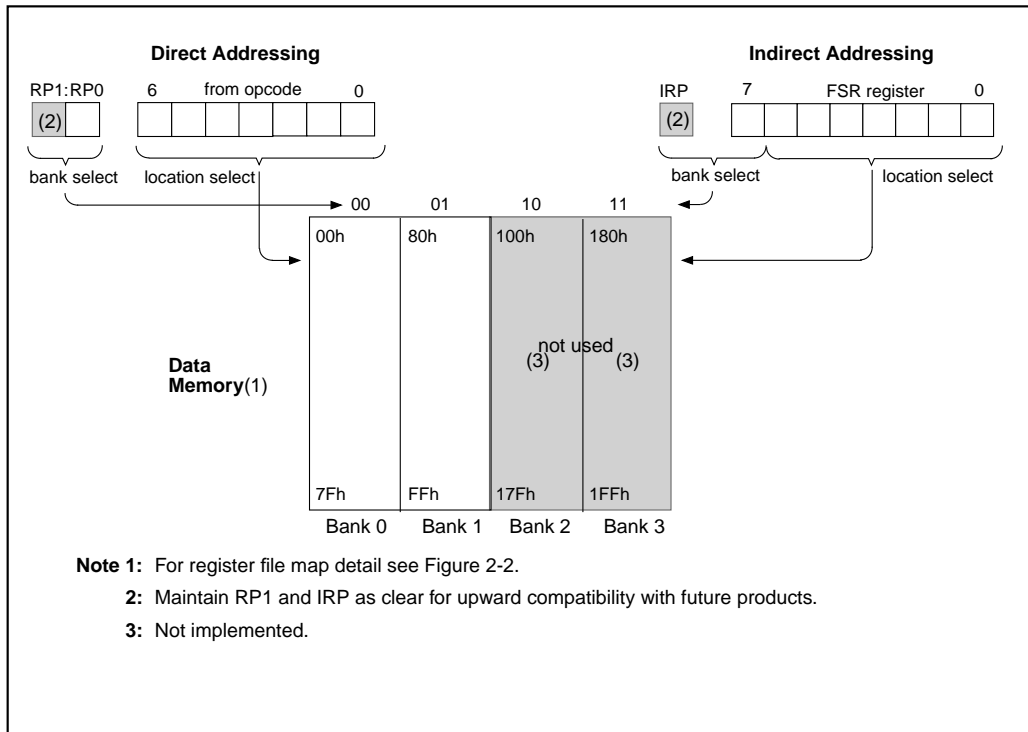 Direct Addressing
Indirect Addressing
RP1:RP0 6 from opcode 0
IRP 7 FSR register 0
(2)
(2)
bank select location select
bank select location select
00 01 10 11
00h 80h 100h 180h
not used
(3) (3)
Data
Memory(1)
7Fh FFh 17Fh 1FFh
Bank 0 Bank 1 Bank 2 Bank 3
Note 1: For register file map detail see Figure 2-2.
2: Maintain RP1 and IRP as clear for upward compatibility with future products.
3: Not implemented.